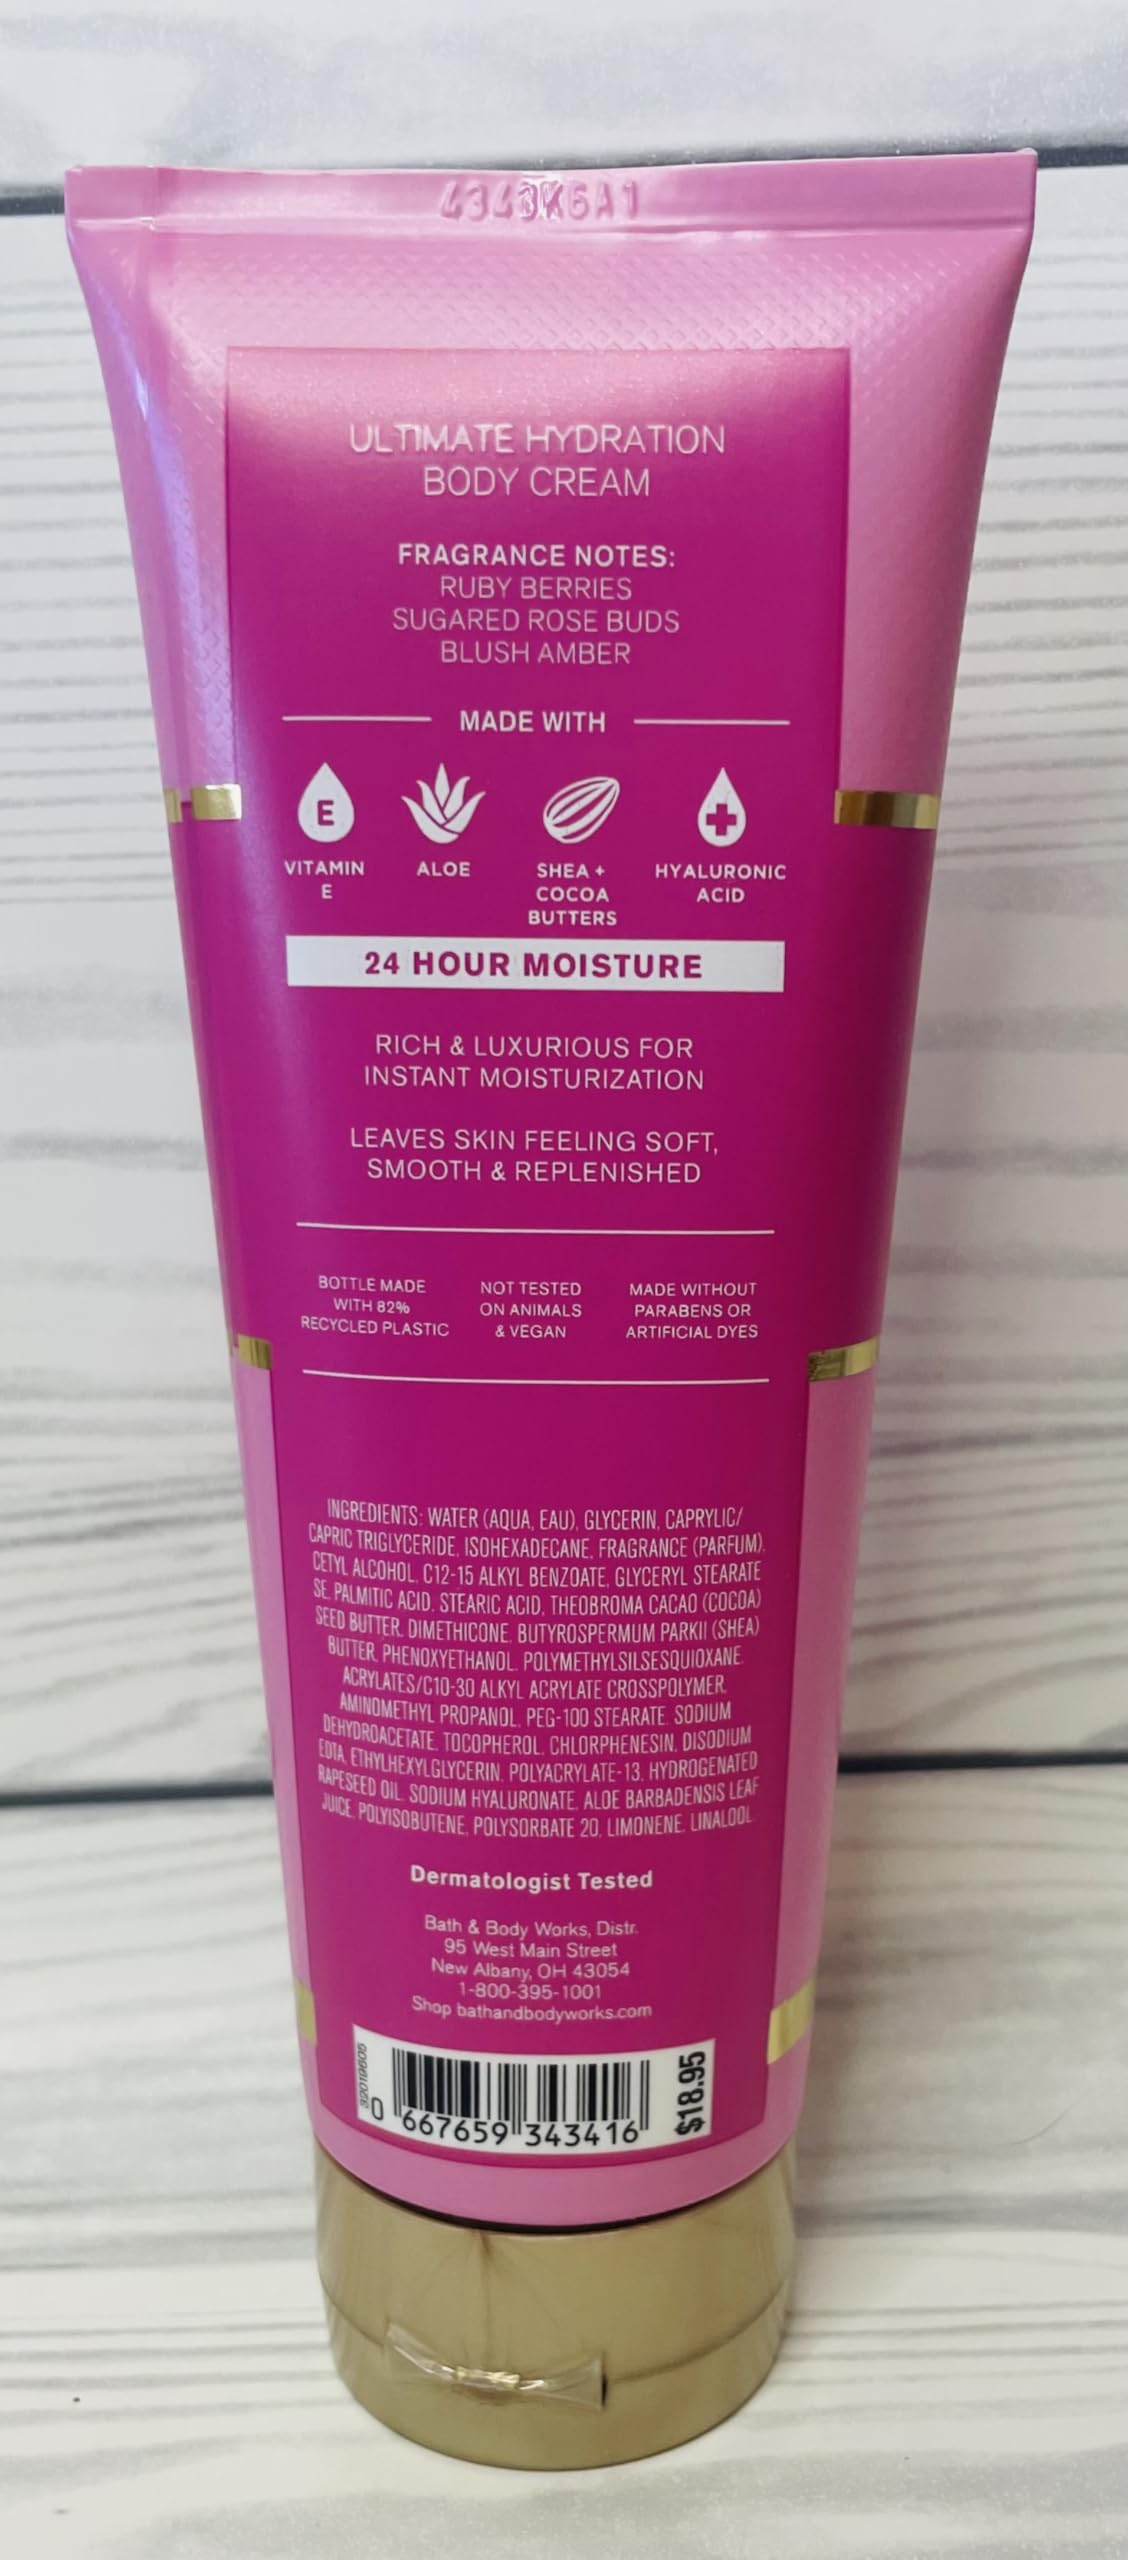 4343K6A1
ULTIMATE HYDRATION
BODY CREAM
FRAGRANCE NOTES:
RUBY BERRIES
SUGARED ROSE BUDS
BLUSH AMBER
MADE WITH
E
VITAMIN
E
ALOE
SHEA +
COCOA
BUTTERS
HYALURONIC
ACID
24 HOUR MOISTURE
RICH & LUXURIOUS FOR
INSTANT MOISTURIZATION
LEAVES SKIN FEELING SOFT,
SMOOTH & REPLENISHED
BOTTLE MADE
WITH 82%
RECYCLED PLASTIC
NOT TESTED
ON ANIMALS
& VEGAN
MADE WITHOUT
PARABENS OR
ARTIFICIAL DYES
INGREDIENTS: WATER (AQUA, EAU), GLYCERIN, CAPRYLIC/
CAPRIC TRIGLYCERIDE, ISOHEXADECANE, FRAGRANCE (PARFUM),
CETYL ALCOHOL, C12-15 ALKYL BENZOATE, GLYCERYL STEARATE
SE, PALMITIC ACID, STEARIC ACID, THEOBROMA CACAO (COCOA)
SEED BUTTER, DIMETHICONE, BUTYROSPERMUM PARKII (SHEA)
BUTTER, PHENOXYETHANOL, POLYMETHYLSILSESQUIOXANE,
ACRYLATES/C10-30 ALKYL ACRYLATE CROSSPOLYMER,
AMINOMETHYL PROPANOL, PEG-100 STEARATE, SODIUM
DEHYDROACETATE, TOCOPHEROL, CHLORPHENESIN, DISODIUM
EDTA, ETHYLHEXYLGLYCERIN, POLYACRYLATE-13, HYDROGENATED
RAPESEED OIL, SODIUM HYALURONATE, ALOE BARBADENSIS LEAF
JUICE, POLYISOBUTENE, POLYSORBATE 20, LIMONENE, LINALOOL.
Dermatologist Tested
Bath & Body Works, Distr.
95 West Main Street
New Albany, OH 43054
1-800-395-1001
Shop bathandbodyworks.com
32019605
0 667659 343416
$18.95